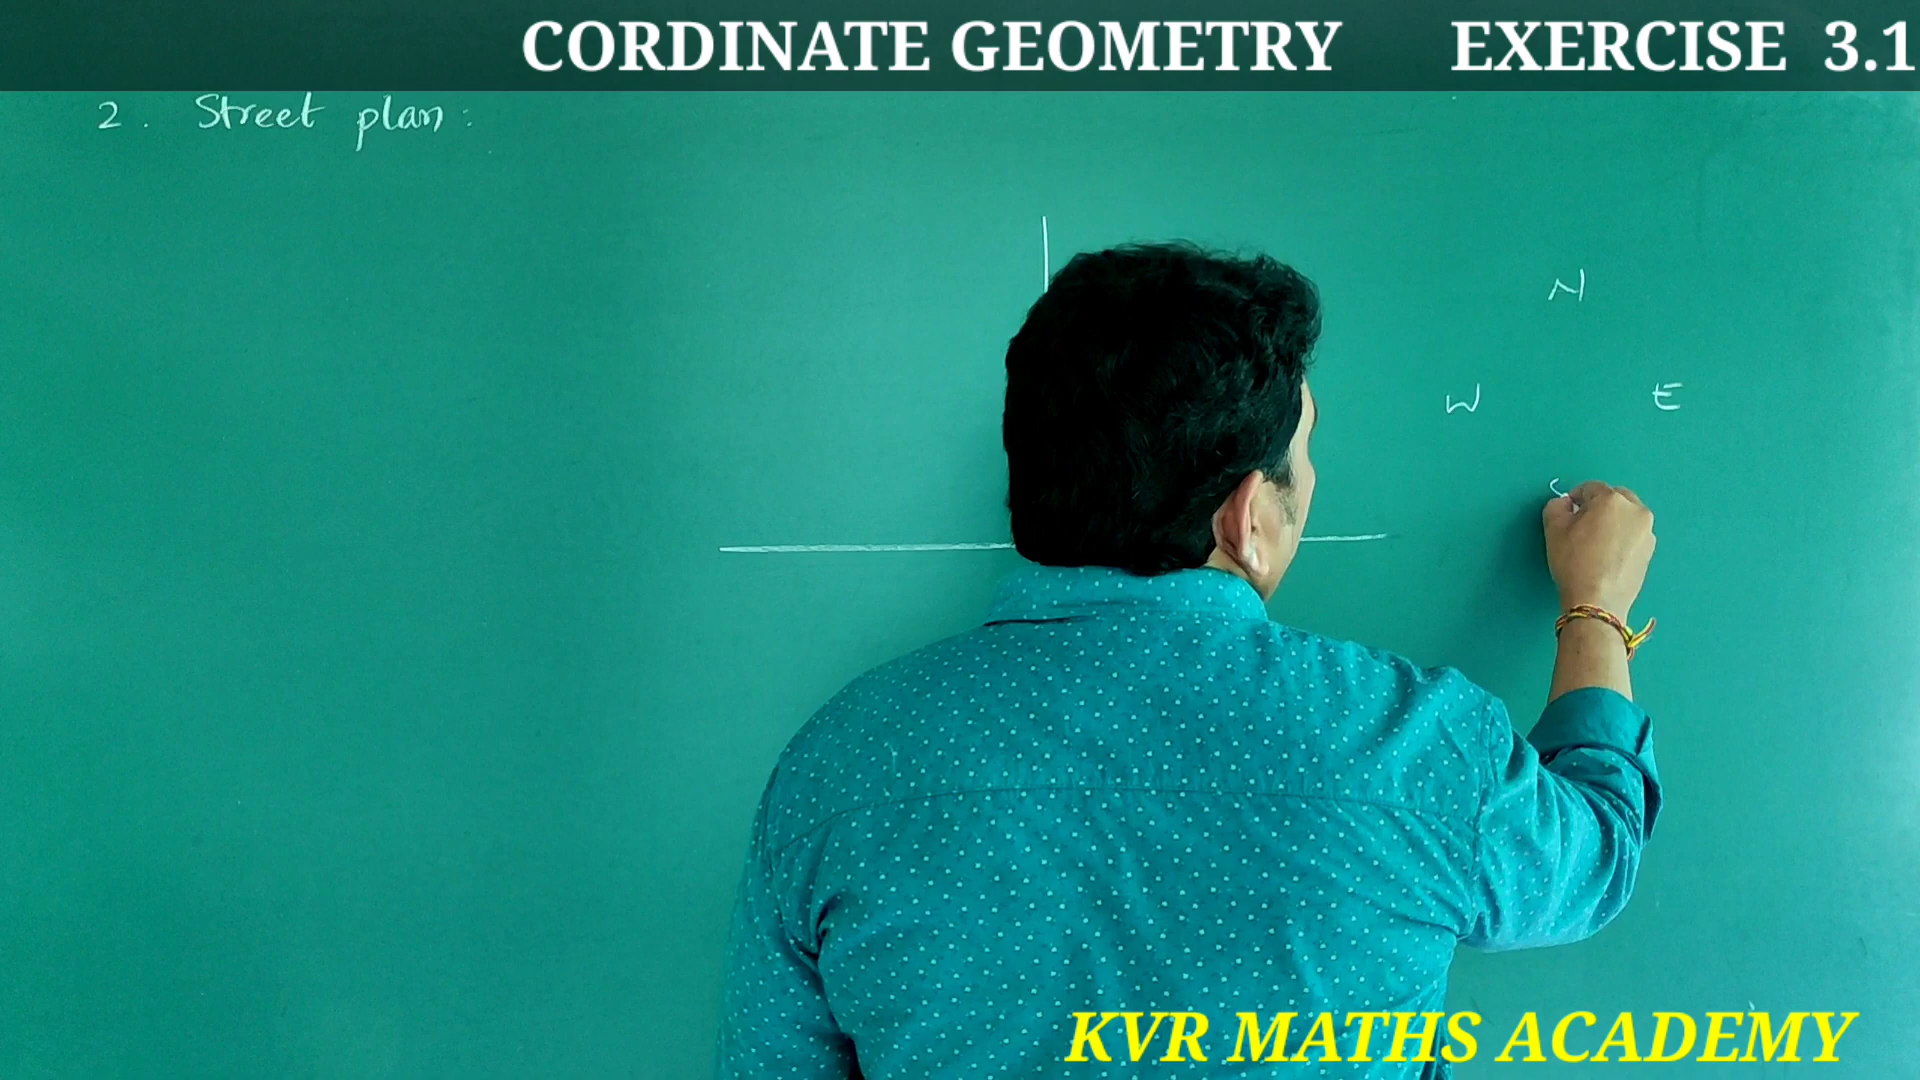 CORDINATE GEOMETRY EXERCISE 3.1
2. Street plan:
N
W E
S
KVR MATHS ACADEMY